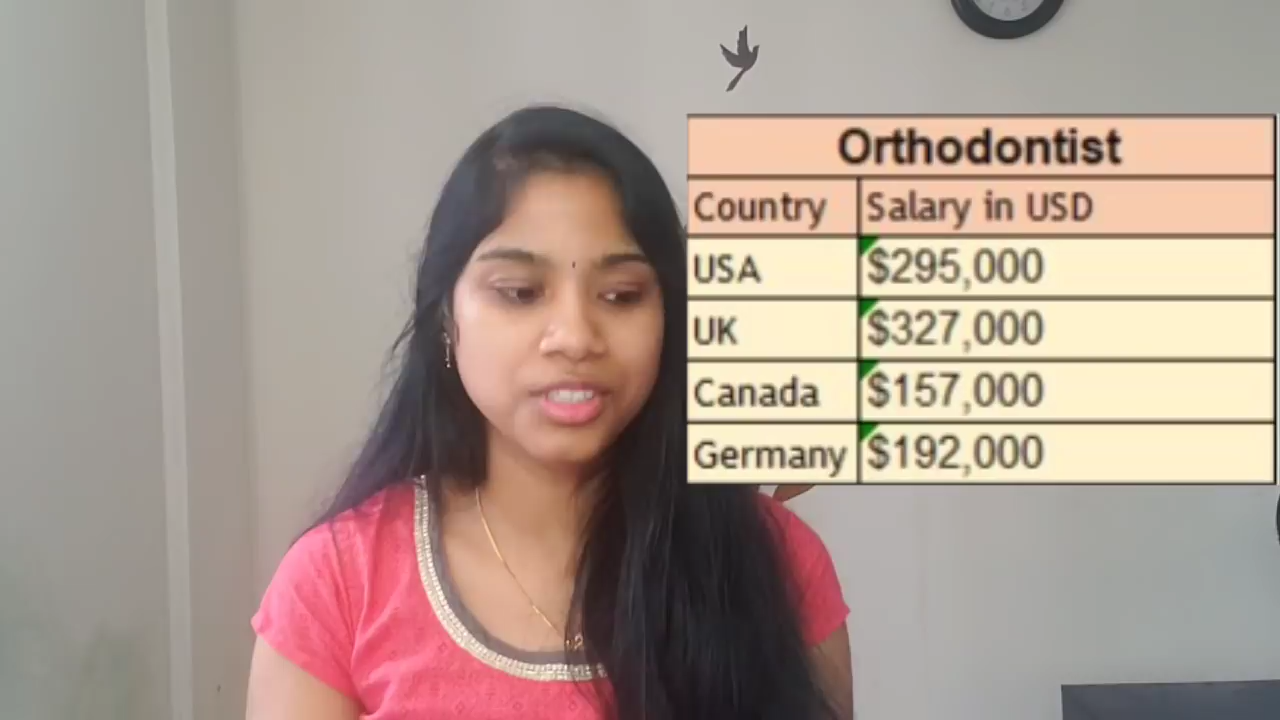 Orthodontist
Country Salary in USD
USA $295,000
UK $327,000
Canada $157,000
Germany $192,000